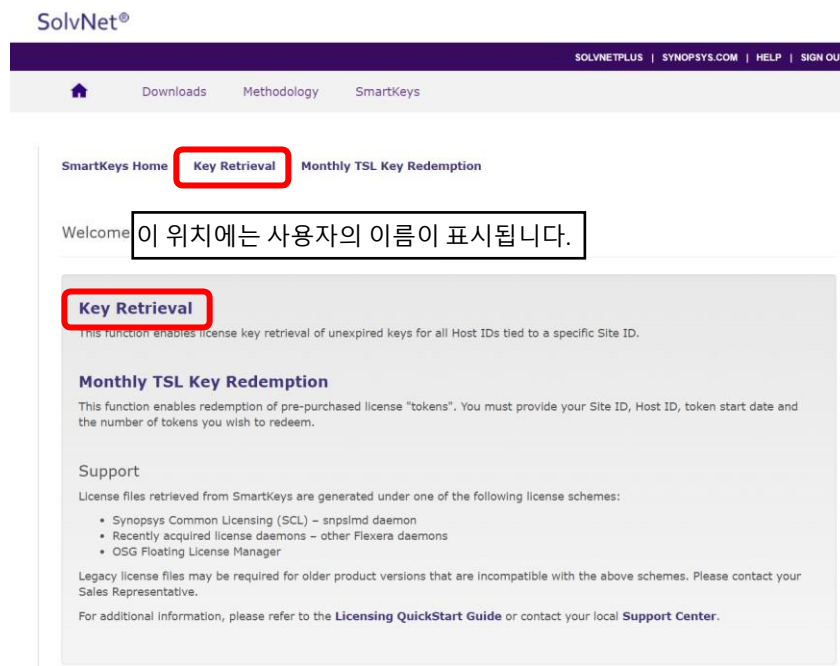 SolvNet®
SOLVNETPLUS | SYNOPSYS.COM | HELP | SIGN OU
Downloads Methodology SmartKeys
SmartKeys Home Key Retrieval Monthly TSL Key Redemption
Welcome 이 위치에는 사용자의 이름이 표시됩니다.
Key Retrieval
This function enables license key retrieval of unexpired keys for all Host IDs tied to a specific Site ID.
Monthly TSL Key Redemption
This function enables redemption of pre-purchased license "tokens". You must provide your Site ID, Host ID, token start date and
the number of tokens you wish to redeem.
Support
License files retrieved from SmartKeys are generated under one of the following license schemes:
• Synopsys Common Licensing (SCL) – snpslmd daemon
• Recently acquired license daemons – other Flexera daemons
• OSG Floating License Manager
Legacy license files may be required for older product versions that are incompatible with the above schemes. Please contact your
Sales Representative.
For additional information, please refer to the Licensing QuickStart Guide or contact your local Support Center.